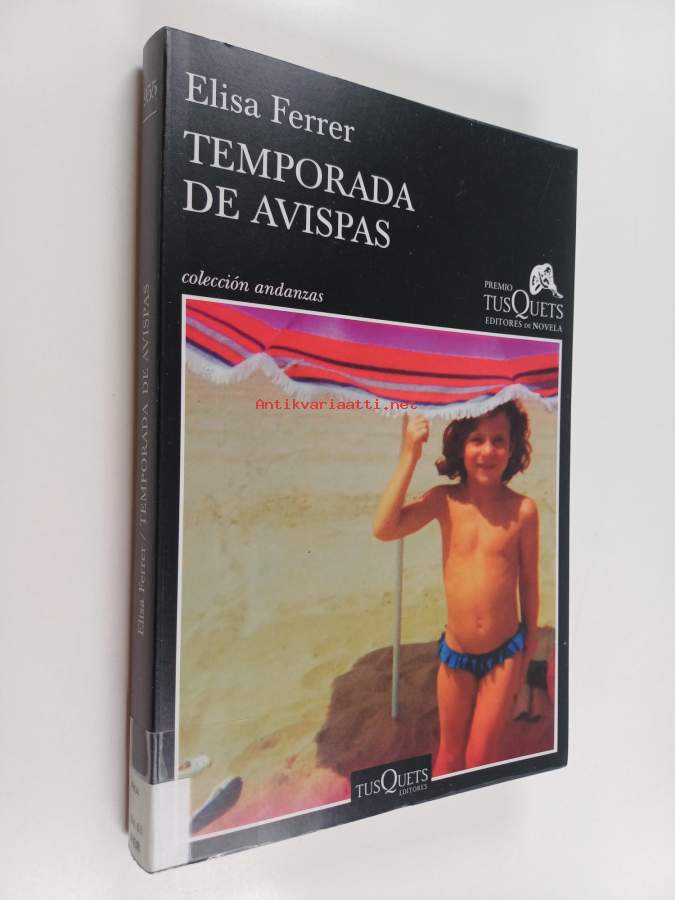 Elisa Ferrer
TEMPORADA
DE AVISPAS
colección andanzas
PREMIO
TUSQUETS
EDITORES DE NOVELA
Antikvariaatti.net
TUSQUETS
EDITORES
Elisa Ferrer / TEMPORADA DE AVISPAS